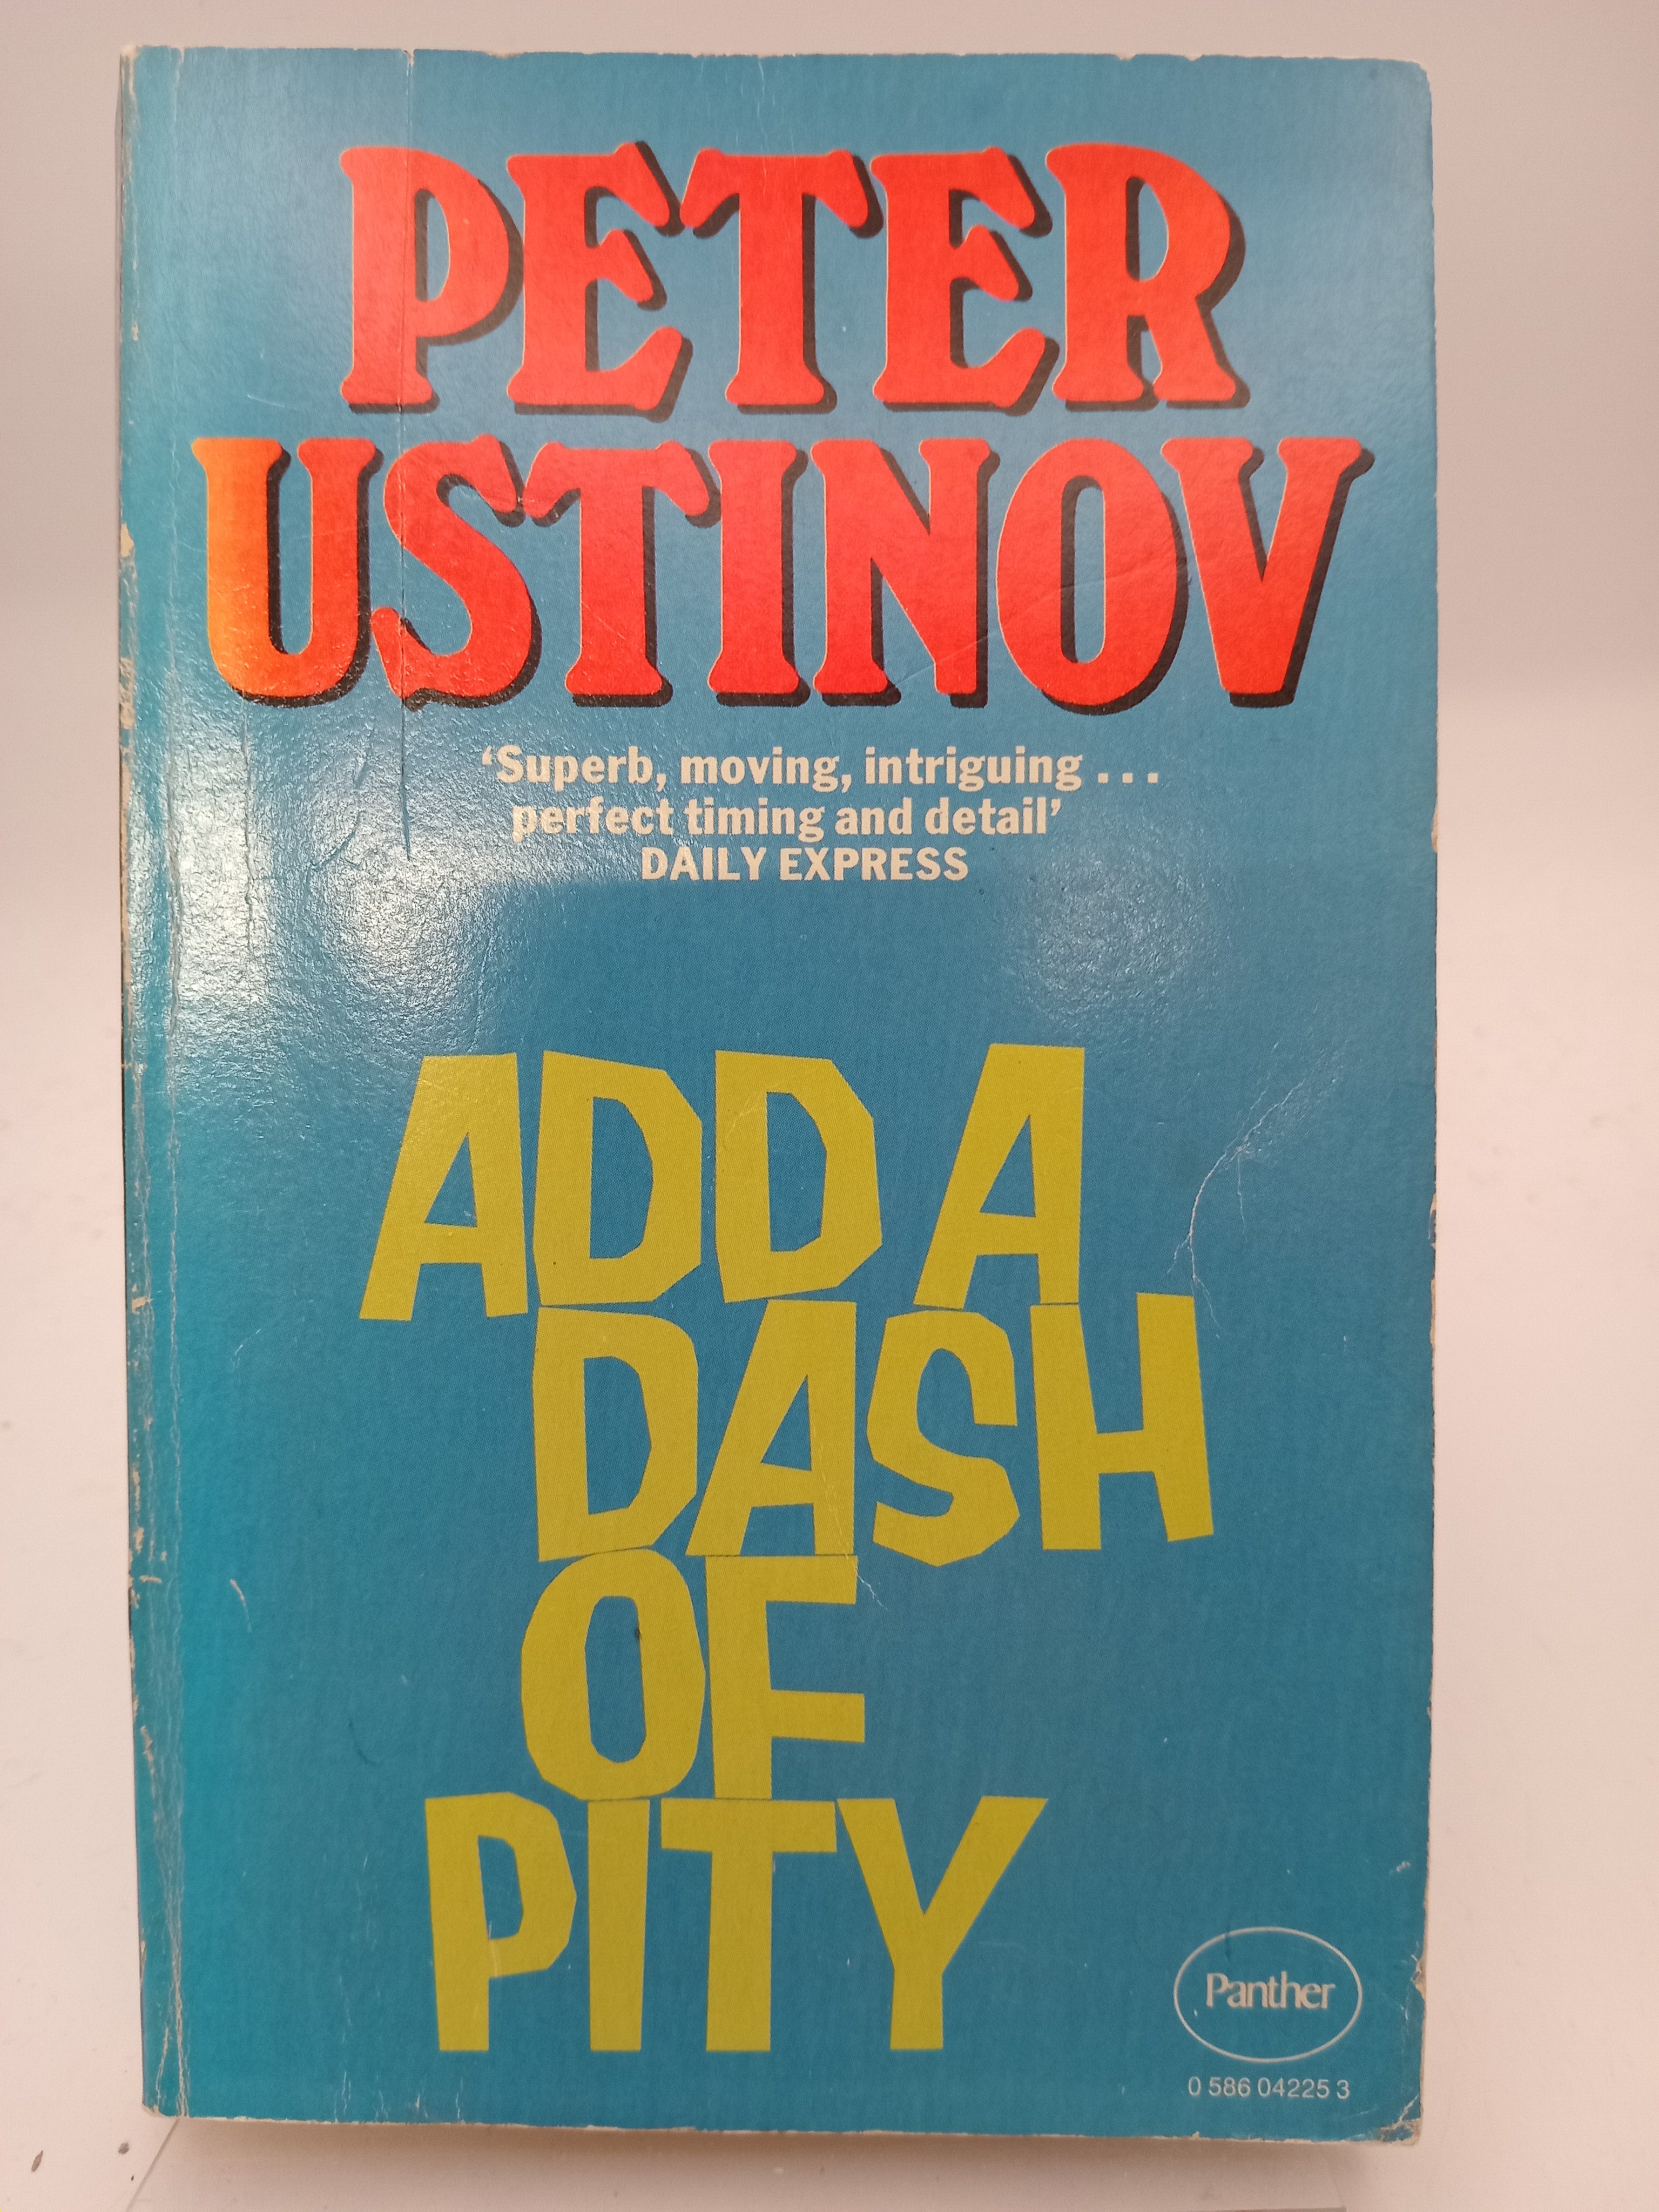 PETER
USTINOV
‘Superb, moving, intriguing...
perfect timing and detail’
DAILY EXPRESS
ADD A
DASH
OF
PITY
Panther
0 586 04225 3